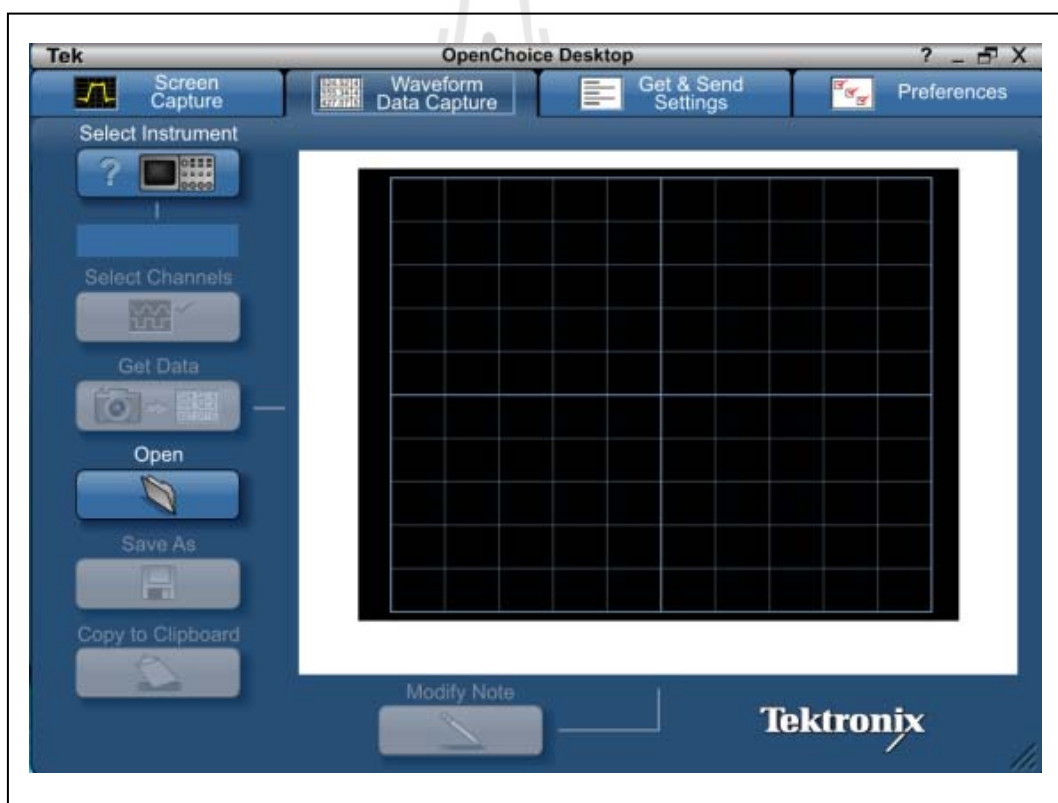 Tek
OpenChoice Desktop
Screen
Capture
Waveform
Data Capture
Get & Send
Settings
Preferences
Select Instrument
Select Channels
Get Data
Open
Save As
Copy to Clipboard
Modify Note
Tektronix